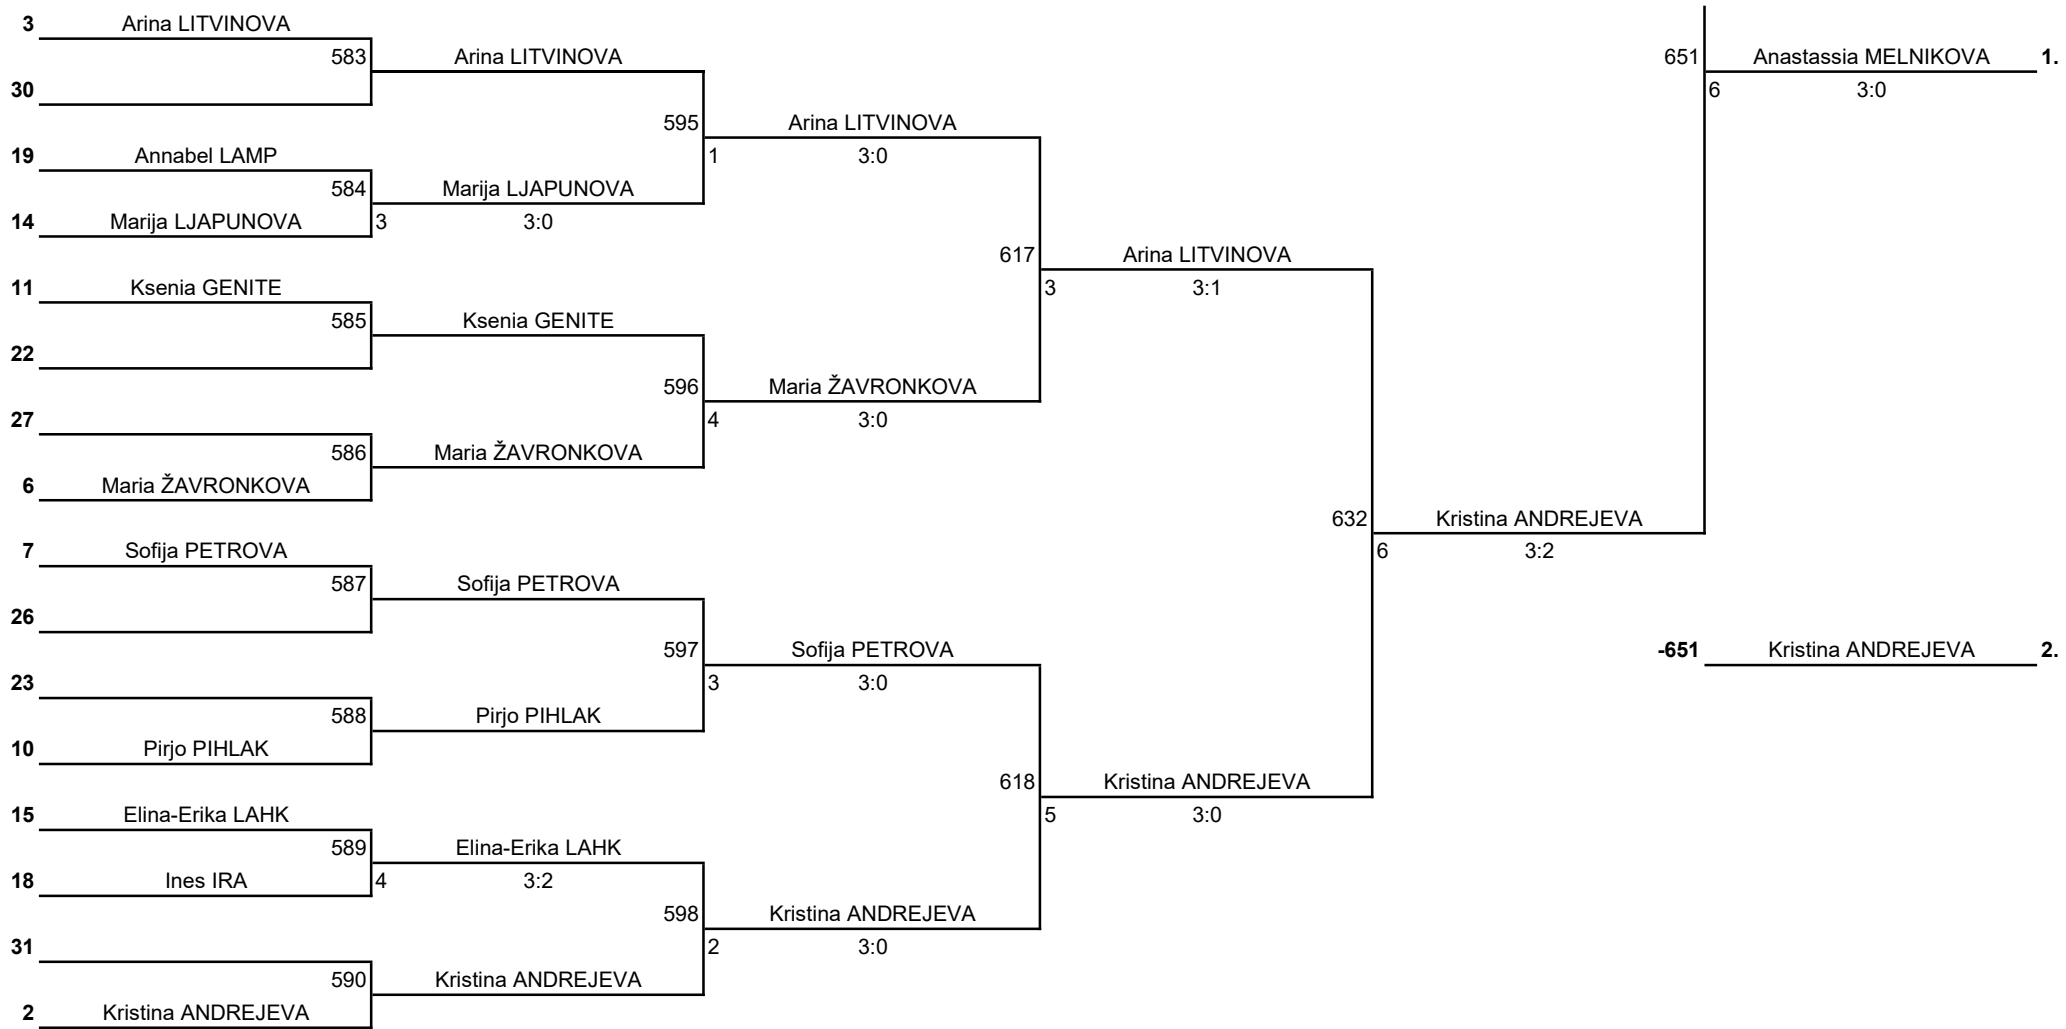 3 Arina LITVINOVA
583 Arina LITVINOVA 651 Anastassia MELNIKOVA 1.
30 6 3:0
595 Arina LITVINOVA
19 Annabel LAMP 1 3:0
584 Marija LJAPUNOVA
14 Marija LJAPUNOVA 3 3:0
617 Arina LITVINOVA
11 Ksenia GENITE 3 3:1
585 Ksenia GENITE
22
596 Maria ŽAVRONKOVA
27 4 3:0
586 Maria ŽAVRONKOVA
6 Maria ŽAVRONKOVA
632 Kristina ANDREJEVA
7 Sofija PETROVA 6 3:2
587 Sofija PETROVA
26
597 Sofija PETROVA -651 Kristina ANDREJEVA 2.
23 3 3:0
588 Pirjo PIHLAK
10 Pirjo PIHLAK
618 Kristina ANDREJEVA
15 Elina-Erika LAHK 5 3:0
589 Elina-Erika LAHK
18 Ines IRA 4 3:2
598 Kristina ANDREJEVA
31 2 3:0
590 Kristina ANDREJEVA
2 Kristina ANDREJEVA